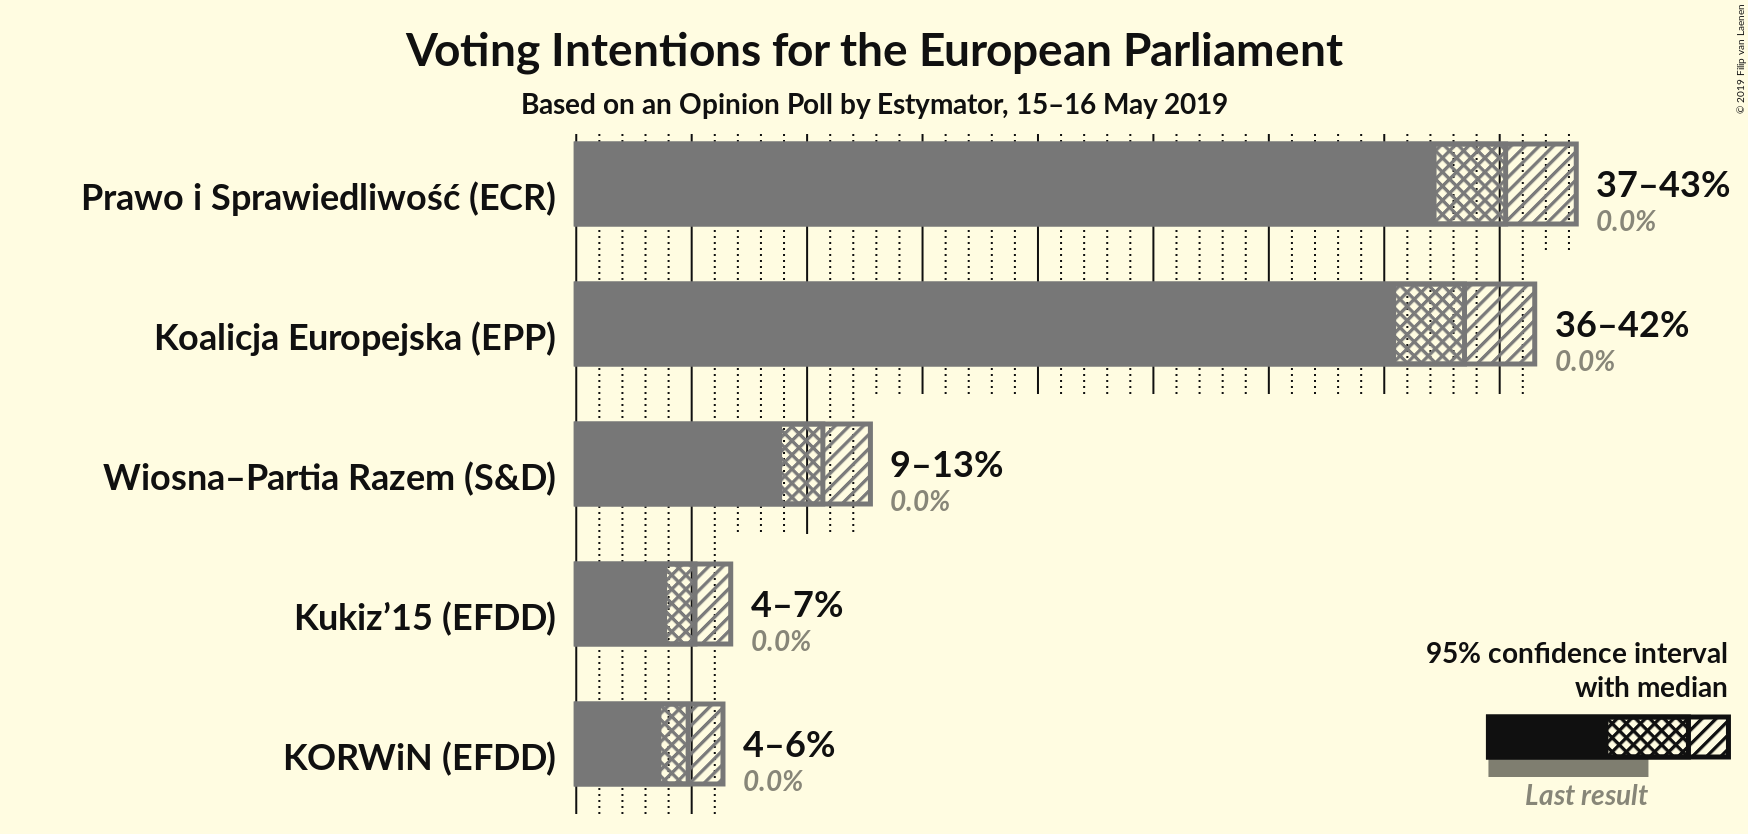 Voting Intentions for the European Parliament
Based on an Opinion Poll by Estymator, 15–16 May 2019
© 2019 Filip van Laenen
Prawo i Sprawiedliwość (ECR)
37–43%
0.0%
Koalicja Europejska (EPP)
36–42%
0.0%
Wiosna–Partia Razem (S&D)
9–13%
0.0%
Kukiz’15 (EFDD)
4–7%
0.0%
KORWiN (EFDD)
4–6%
0.0%
95% confidence interval
with median
Last result